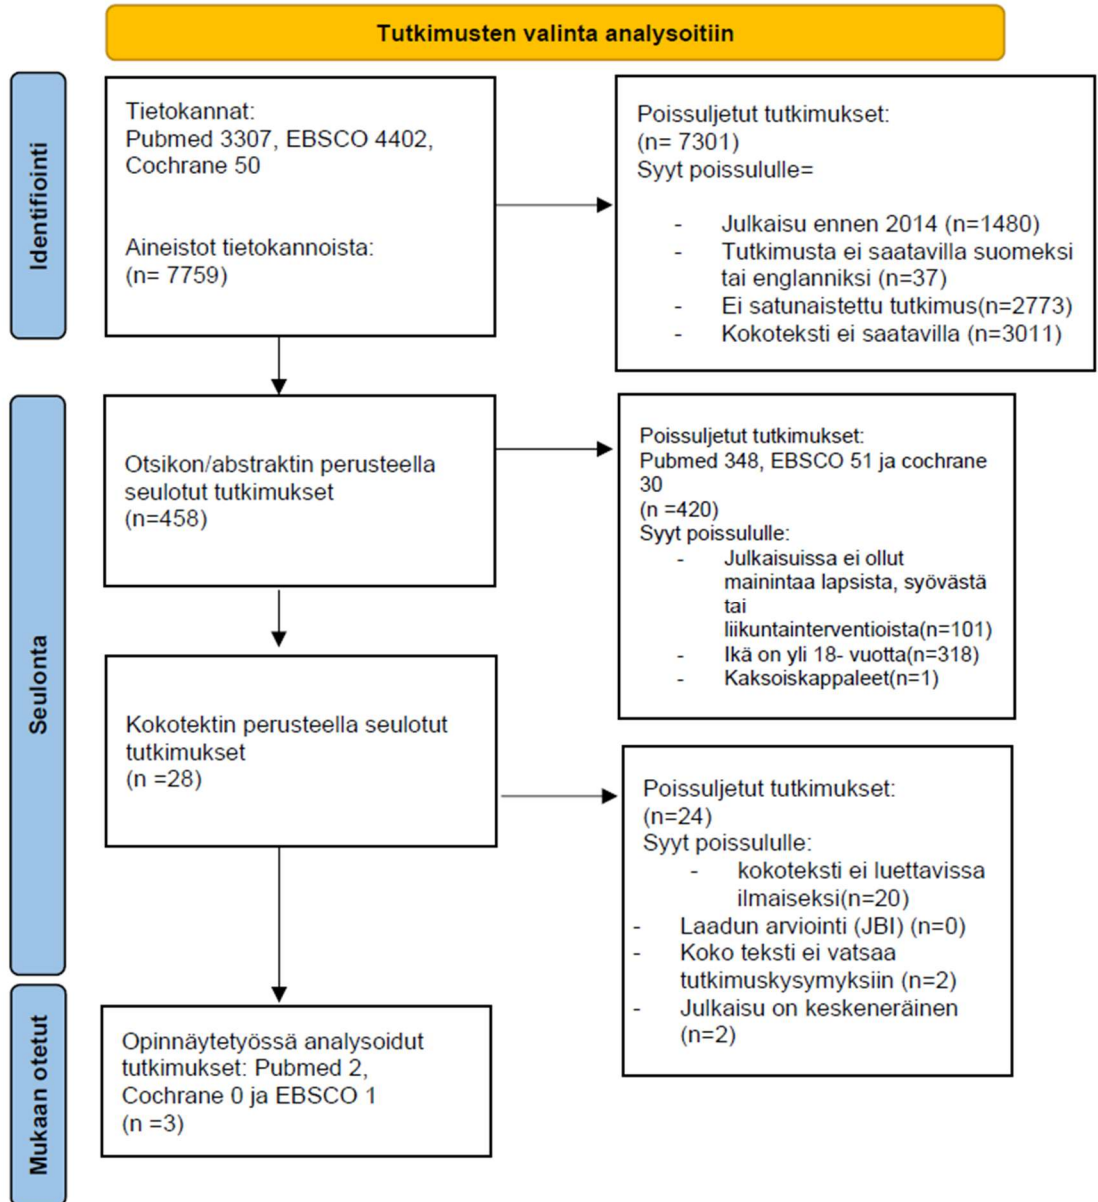 Tutkimusten valinta analysoitiin
Identifiointi
Tietokannat:
Pubmed 3307, EBSCO 4402,
Cochrane 50
Aineistot tietokannoista:
(n= 7759)
Poissuljetut tutkimukset:
(n= 7301)
Syyt poissululle=
- Julkaisu ennen 2014 (n=1480)
- Tutkimusta ei saatavilla suomeksi
tai englanniksi (n=37)
- Ei satunaistettu tutkimus(n=2773)
- Kokoteksti ei saatavilla (n=3011)
Seulonta
Otsikon/abstraktin perusteella
seulotut tutkimukset
(n=458)
Poissuljetut tutkimukset:
Pubmed 348, EBSCO 51 ja cochrane
30
(n =420)
Syyt poissululle:
- Julkaisuissa ei ollut
mainintaa lapsista, syövästä
tai
liikuntainterventioista(n=101)
- Ikä on yli 18- vuotta(n=318)
- Kaksoiskappaleet(n=1)
Kokotektin perusteella seulotut
tutkimukset
(n =28)
Poissuljetut tutkimukset:
(n=24)
Syyt poissululle:
- kokoteksti ei luettavissa
ilmaiseksi(n=20)
- Laadun arviointi (JBI) (n=0)
- Koko teksti ei vatsaa
tutkimuskysymyksiin (n=2)
- Julkaisu on keskeneräinen
(n=2)
Mukaan otetut
Opinnäytetyössä analysoidut
tutkimukset: Pubmed 2,
Cochrane 0 ja EBSCO 1
(n =3)